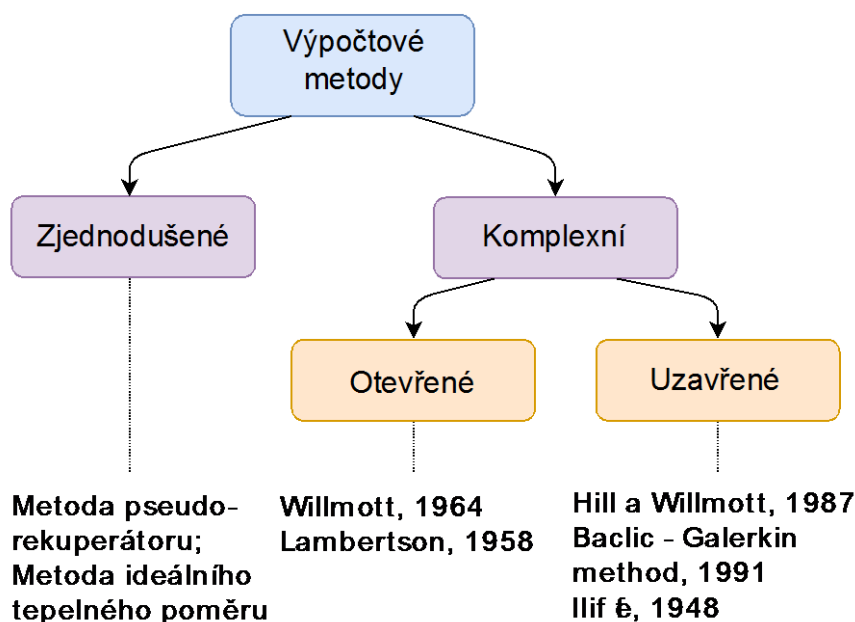 Výpočtové
metody
Zjednodušené
Komplexní
Otevřené
Uzavřené
Metoda pseudo-
rekuperátoru;
Metoda ideálního
tepelného poměru
Willmott, 1964
Lambertson, 1958
Hill a Willmott, 1987
Baclic - Galerkin
method, 1991
Iliffe, 1948